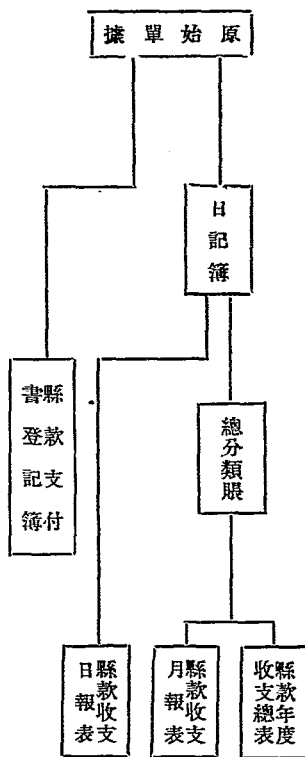 原始單據
日記簿
縣款支付
書登記簿
總分類賬
縣款年度
收支總表
縣款收支
月報表
縣款收支
日報表